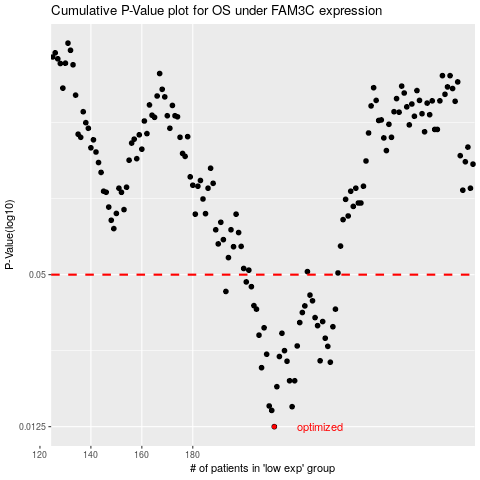 Cumulative P-Value plot for OS under FAM3C expression
P-Value(log10)
0.05
0.0125
optimized
120 140 160 180
# of patients in 'low exp' group